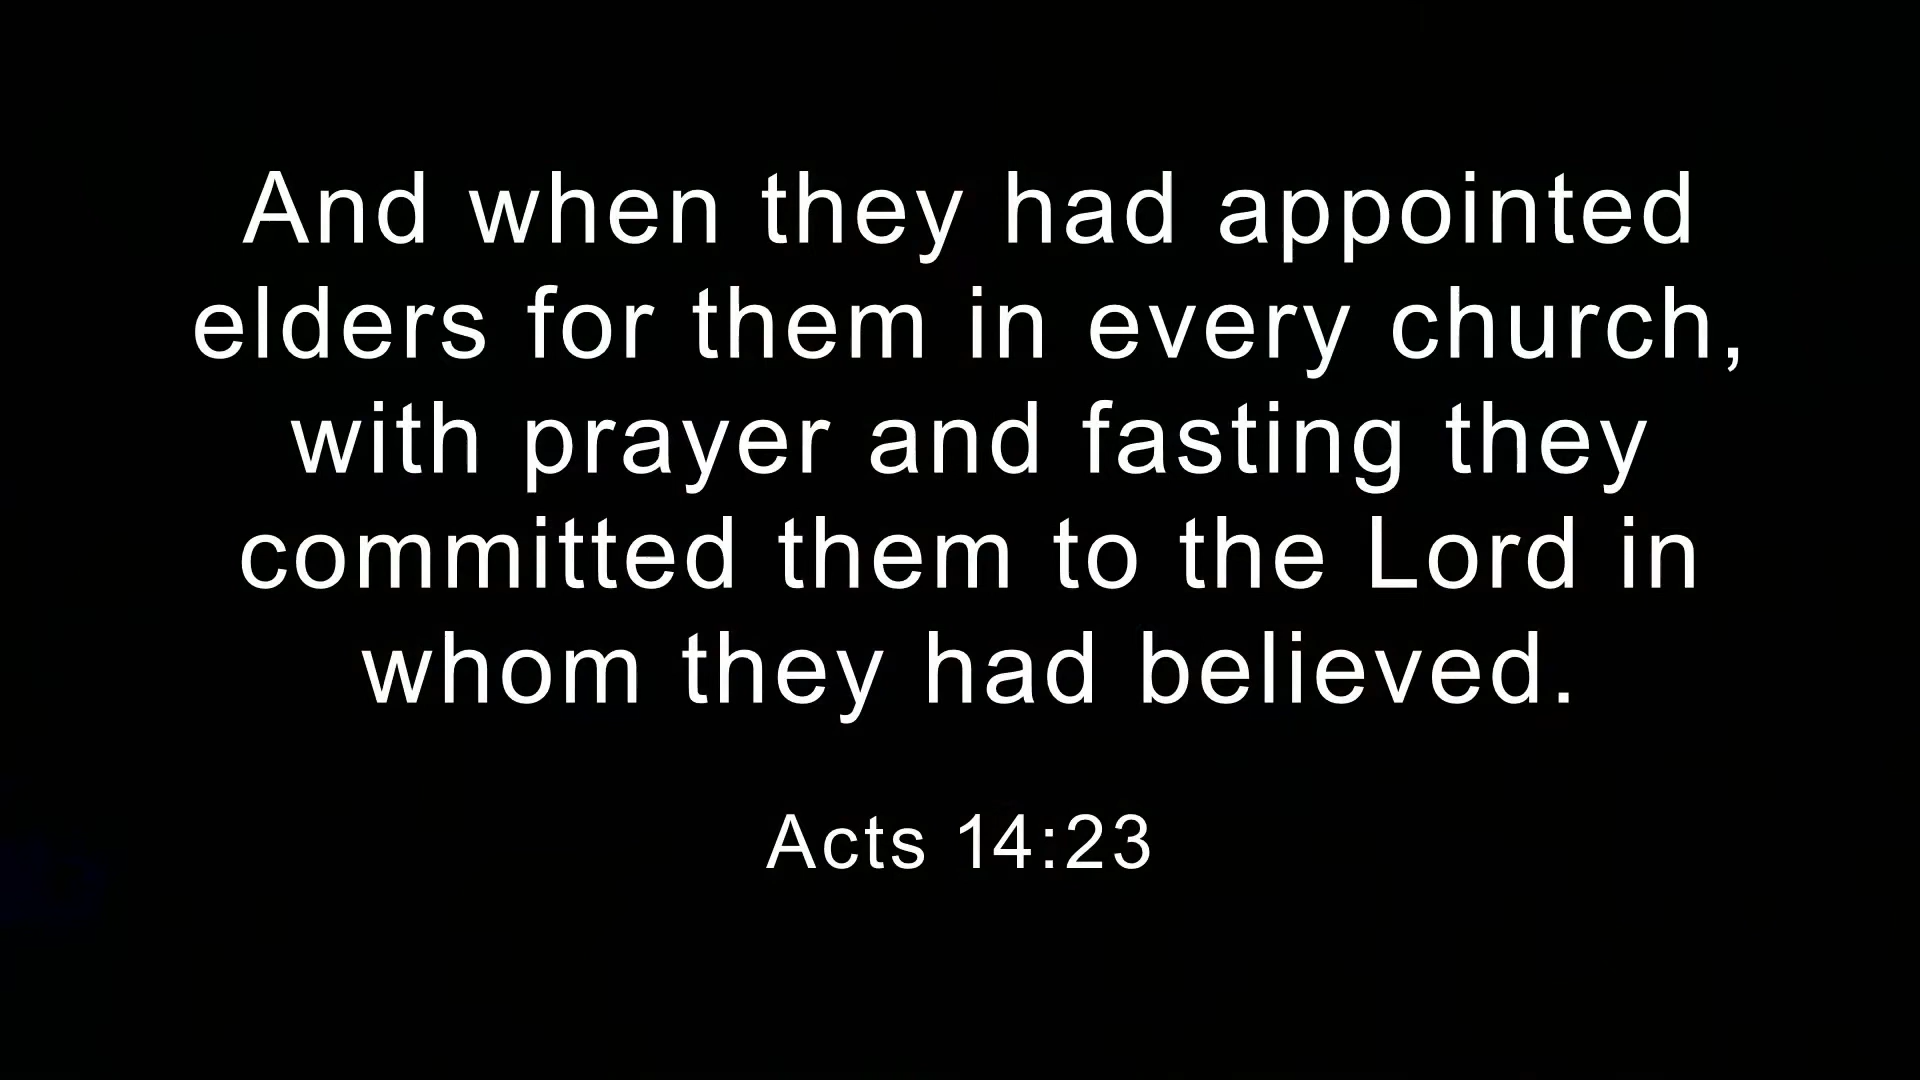 And when they had appointed
elders for them in every church,
with prayer and fasting they
committed them to the Lord in
whom they had believed.
Acts 14:23